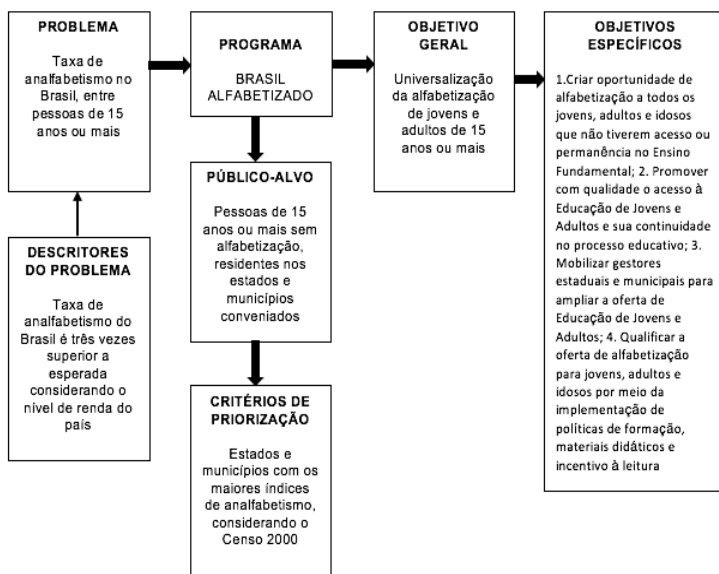 PROBLEMA
Taxa de
analfabetismo no
Brasil, entre
pessoas de 15
anos ou mais
DESCRITORES
DO PROBLEMA
Taxa de
analfabetismo do
Brasil é três vezes
superior a
esperada
considerando o
nível de renda do
país
PROGRAMA
BRASIL
ALFABETIZADO
PÚBLICO-ALVO
Pessoas de 15
anos ou mais sem
alfabetização,
residentes nos
estados e
municípios
conveniados
CRITÉRIOS DE
PRIORIZAÇÃO
Estados e
municípios com os
maiores índices
de analfabetismo,
considerando o
Censo 2000
OBJETIVO
GERAL
Universalização
da alfabetização
de jovens e
adultos de 15
anos ou mais
OBJETIVOS
ESPECÍFICOS
1.Criar oportunidade de
alfabetização a todos os
jovens, adultos e idosos
que não tiverem acesso ou
permanência no Ensino
Fundamental; 2. Promover
com qualidade o acesso à
Educação de Jovens e
Adultos e sua continuidade
no processo educativo; 3.
Mobilizar gestores
estaduais e municipais para
ampliar a oferta de
Educação de Jovens e
Adultos; 4. Qualificar a
oferta de alfabetização
para jovens, adultos e
idosos por meio da
implementação de
políticas de formação,
materiais didáticos e
incentivo à leitura